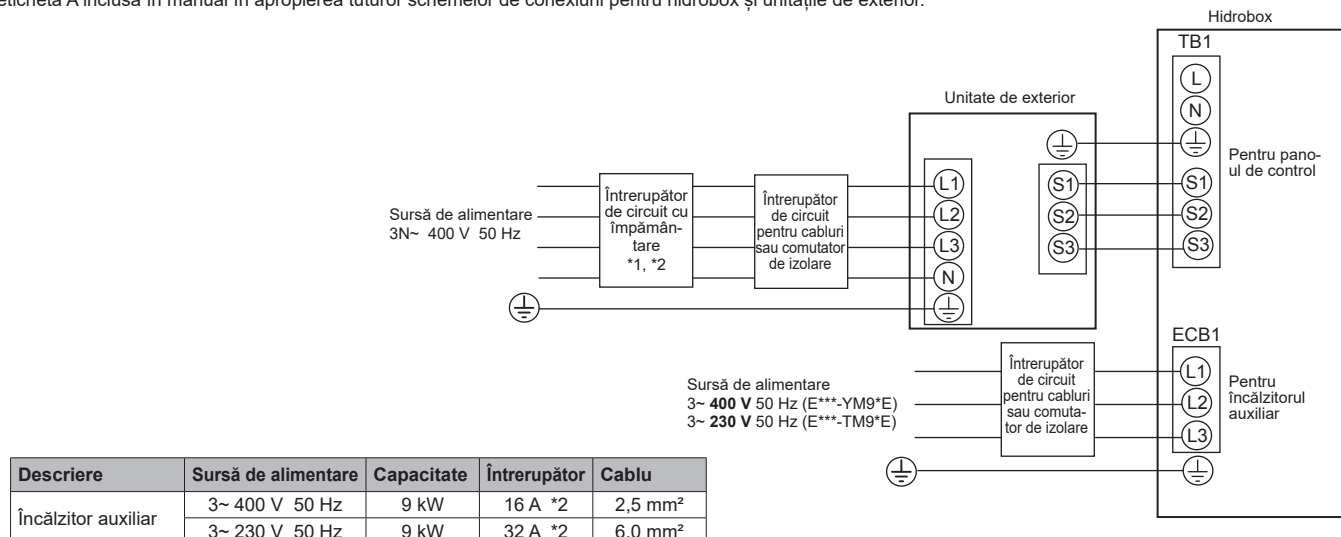 eticheta A inclusă în manual în apropierea tuturor schemelor de conexiuni pentru hidrobox și unitățile de exterior.
Hidrobox
TB1
L
N
Pentru pano-
ul de control
S1
S2
S3
Unitate de exterior
L1
L2
L3
N
S1
S2
S3
Sursă de alimentare
3N~ 400 V 50 Hz
Întrerupător
de circuit cu
împămân-
tare
*1, *2
Întrerupător
de circuit
pentru cabluri
sau comutator
de izolare
ECB1
L1
L2
L3
Pentru
încălzitorul
auxiliar
Sursă de alimentare
3~ 400 V 50 Hz (E***-YM9*E)
3~ 230 V 50 Hz (E***-TM9*E)
Întrerupător
de circuit
pentru cabluri
sau comuta-
tor de izolare
Descriere Sursă de alimentare Capacitate Întrerupător Cablu
Încălzitor auxiliar
3~ 400 V 50 Hz 9 kW 16 A *2 2,5 mm²
3~ 230 V 50 Hz 9 kW 32 A *2 6,0 mm²